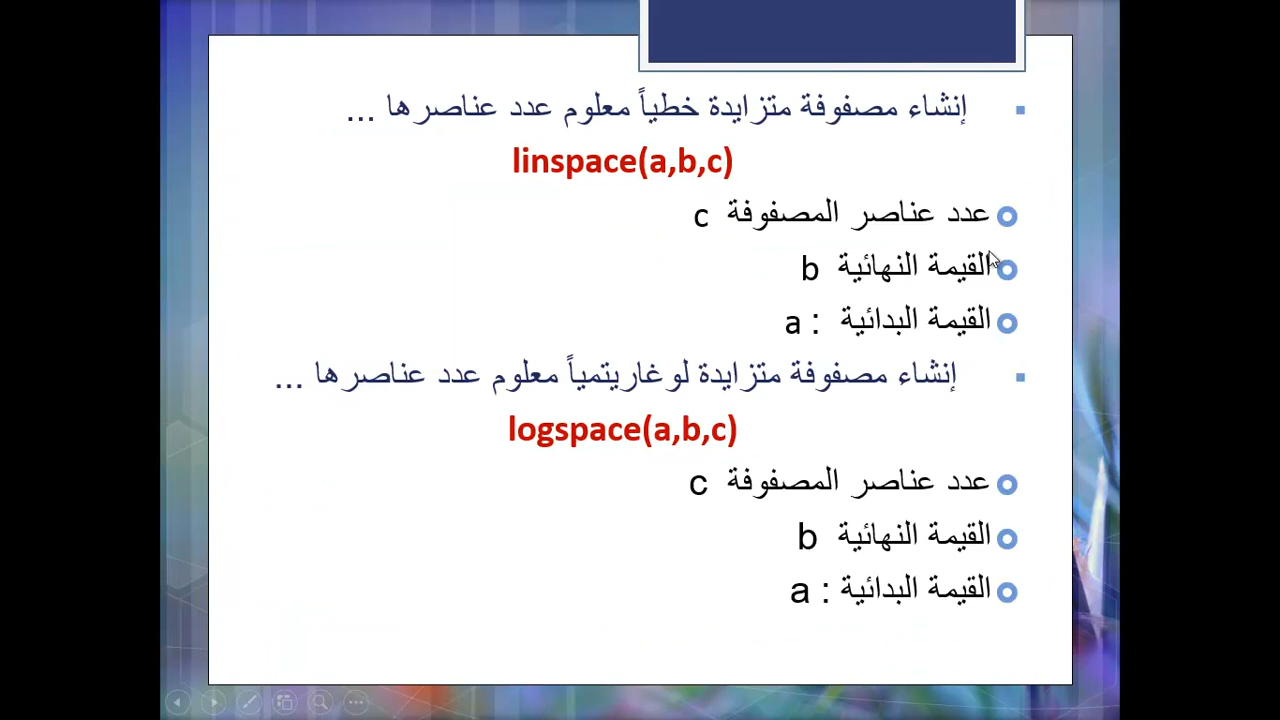 إنشاء مصفوفة متزايدة خطياً معلوم عدد عناصرها ...
linspace(a,b,c)
عدد عناصر المصفوفة c
القيمة النهائية b
القيمة البدائية : a
إنشاء مصفوفة متزايدة لوغاريتمياً معلوم عدد عناصرها ...
logspace(a,b,c)
عدد عناصر المصفوفة c
القيمة النهائية b
القيمة البدائية : a